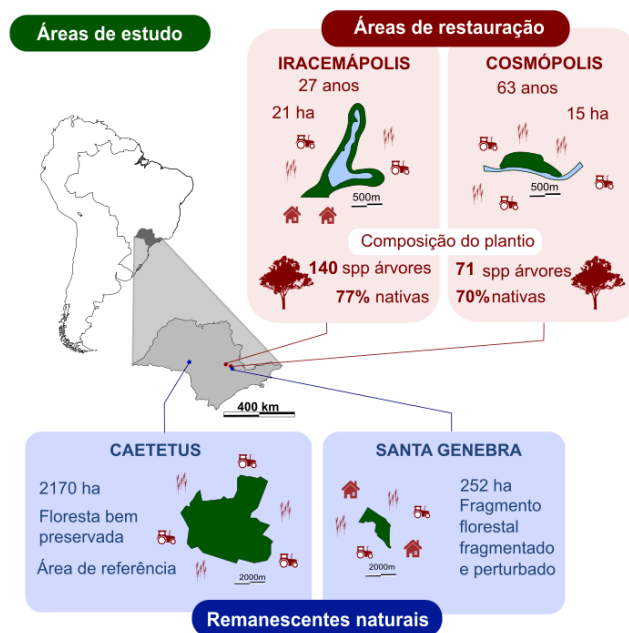 Áreas de estudo
Áreas de restauração
IRACEMÁPOLIS
27 anos
21 ha
500m
COSMÓPOLIS
63 anos
15 ha
500m
Composição do plantio
140 spp árvores
77% nativas
71 spp árvores
70% nativas
400 km
CAETETUS
2170 ha
Floresta bem
preservada
Área de referência
2000m
SANTA GENEBRA
252 ha
Fragmento
florestal
fragmentado
e perturbado
2000m
Remanescentes naturais